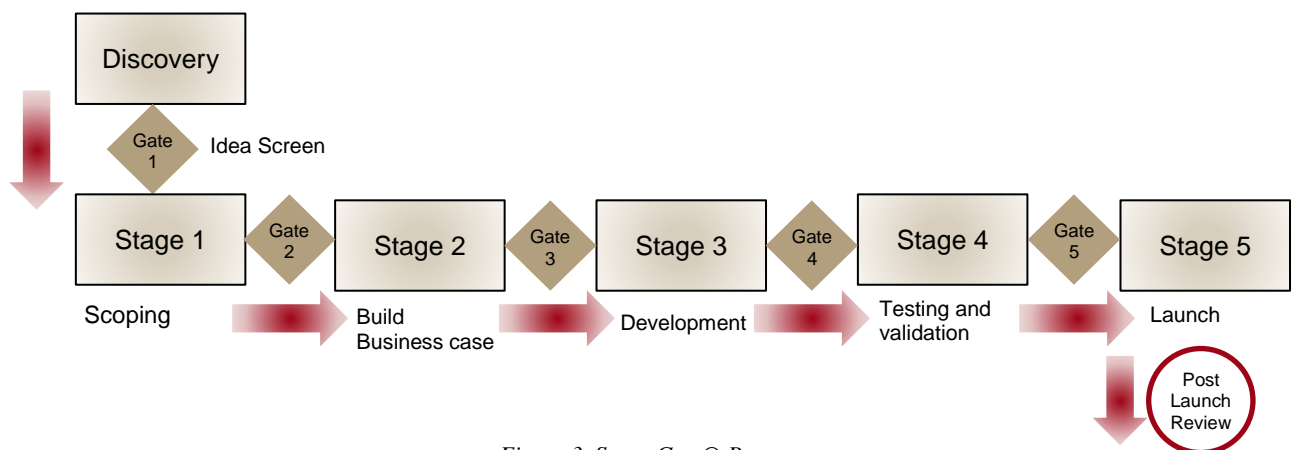 Discovery
Gate
1
Idea Screen
Stage 1
Gate
2
Stage 2
Gate
3
Stage 3
Gate
4
Stage 4
Gate
5
Stage 5
Scoping
Build
Business case
Development
Testing and
validation
Launch
Post
Launch
Review